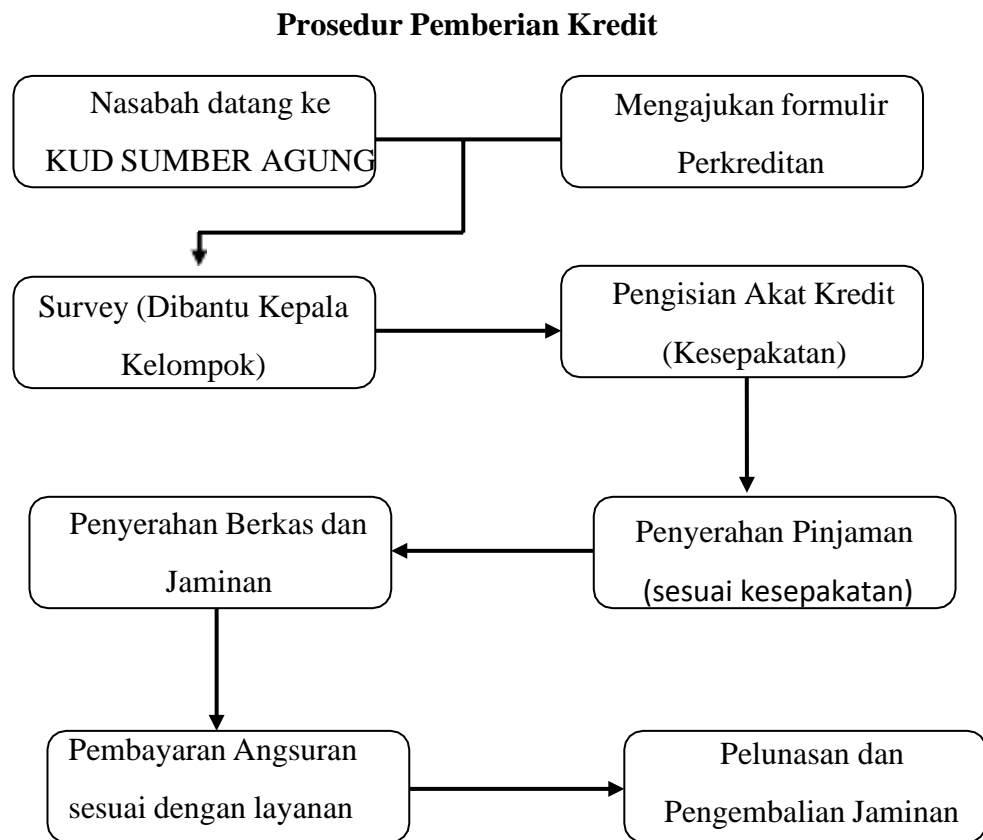 Prosedur Pemberian Kredit
Nasabah datang ke
KUD SUMBER AGUNG
Mengajukan formulir
Perkreditan
Survey (Dibantu Kepala
Kelompok)
Pengisian Akat Kredit
(Kesepakatan)
Penyerahan Pinjaman
(sesuai kesepakatan)
Penyerahan Berkas dan
Jaminan
Pembayaran Angsuran
sesuai dengan layanan
Pelunasan dan
Pengembalian Jaminan